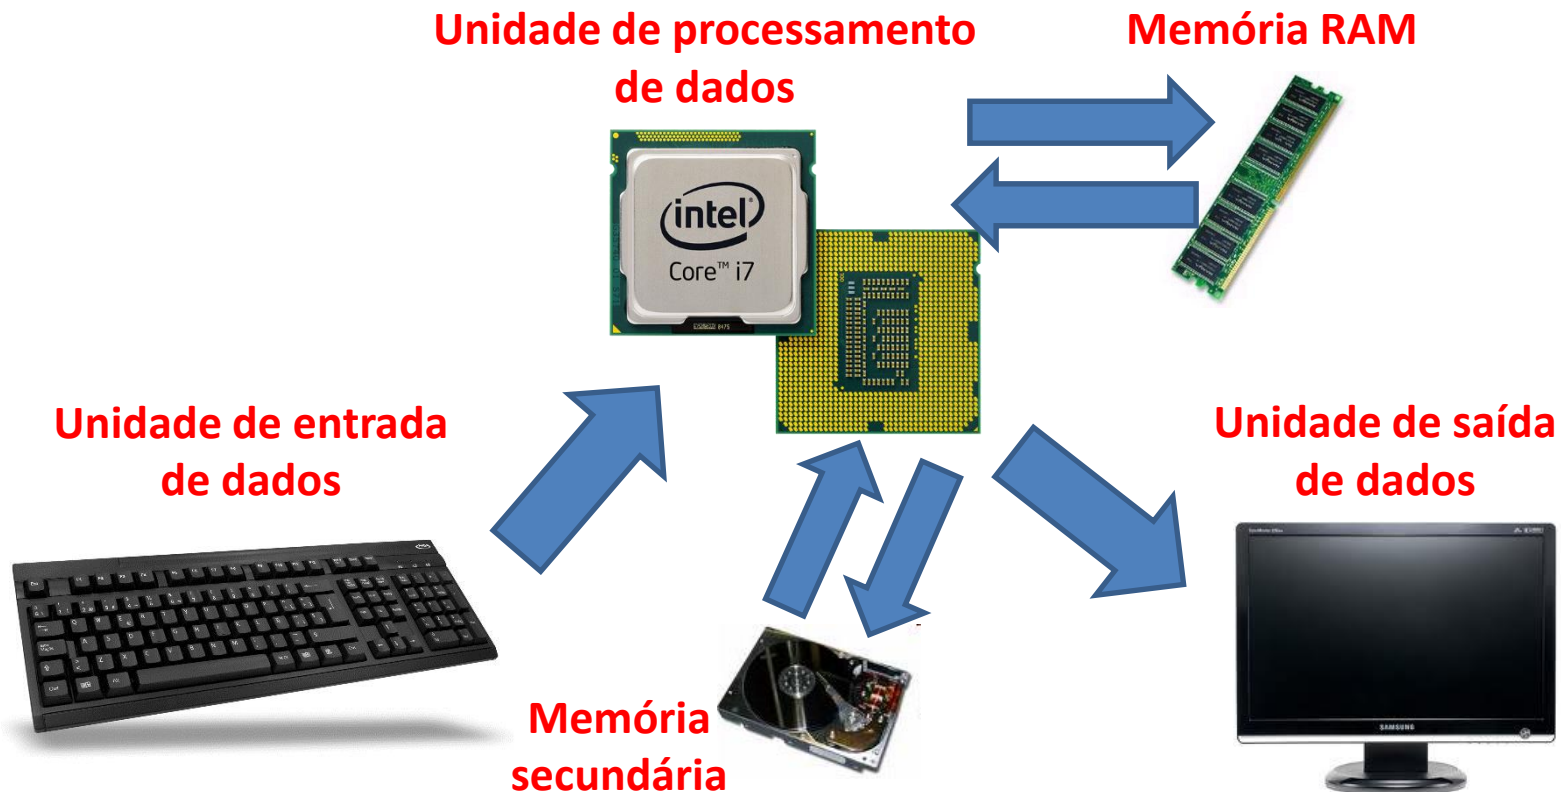 Unidade de processamento
de dados
Memória RAM
intel
Core™ i7
Unidade de entrada
de dados
Memória
secundária
Unidade de saída
de dados
SAMSUNG